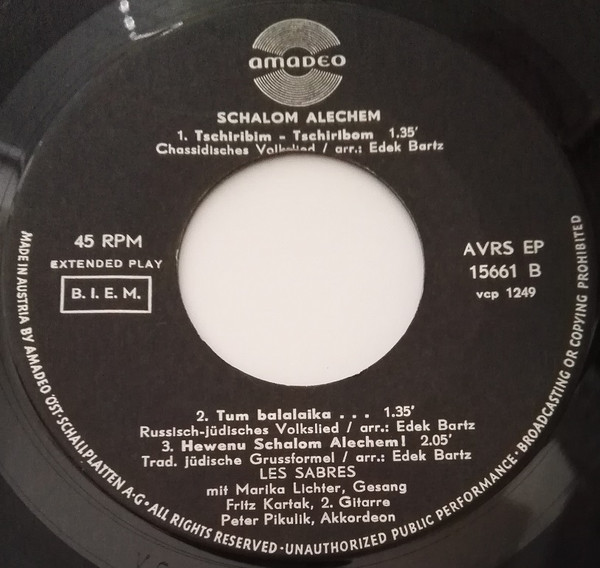 amadeo
SCHALOM ALECHEM
1. Tschiribim - Tschiribom 1.35'
Chassidisches Volkslied / arr.: Edek Bartz
45 RPM
EXTENDED PLAY
B. I. E. M.
AVRS EP
15661 B
vcp 1249
2. Tum balalaika . . . 1.35'
Russisch-jüdisches Volkslied / arr.: Edek Bartz
3. Hewenu Schalom Alechem! 2.05'
Trad. jüdische Grussformel / arr.: Edek Bartz
LES SABRES
mit Marika Lichter, Gesang
Fritz Kartak, 2. Gitarre
Peter Pikulik, Akkordeon
MADE IN AUSTRIA BY AMADEO ÖST. SCHALLPLATTEN A·G · ALL RIGHTS RESERVED · UNAUTHORIZED PUBLIC PERFORMANCE · BROADCASTING OR COPYING PROHIBITED